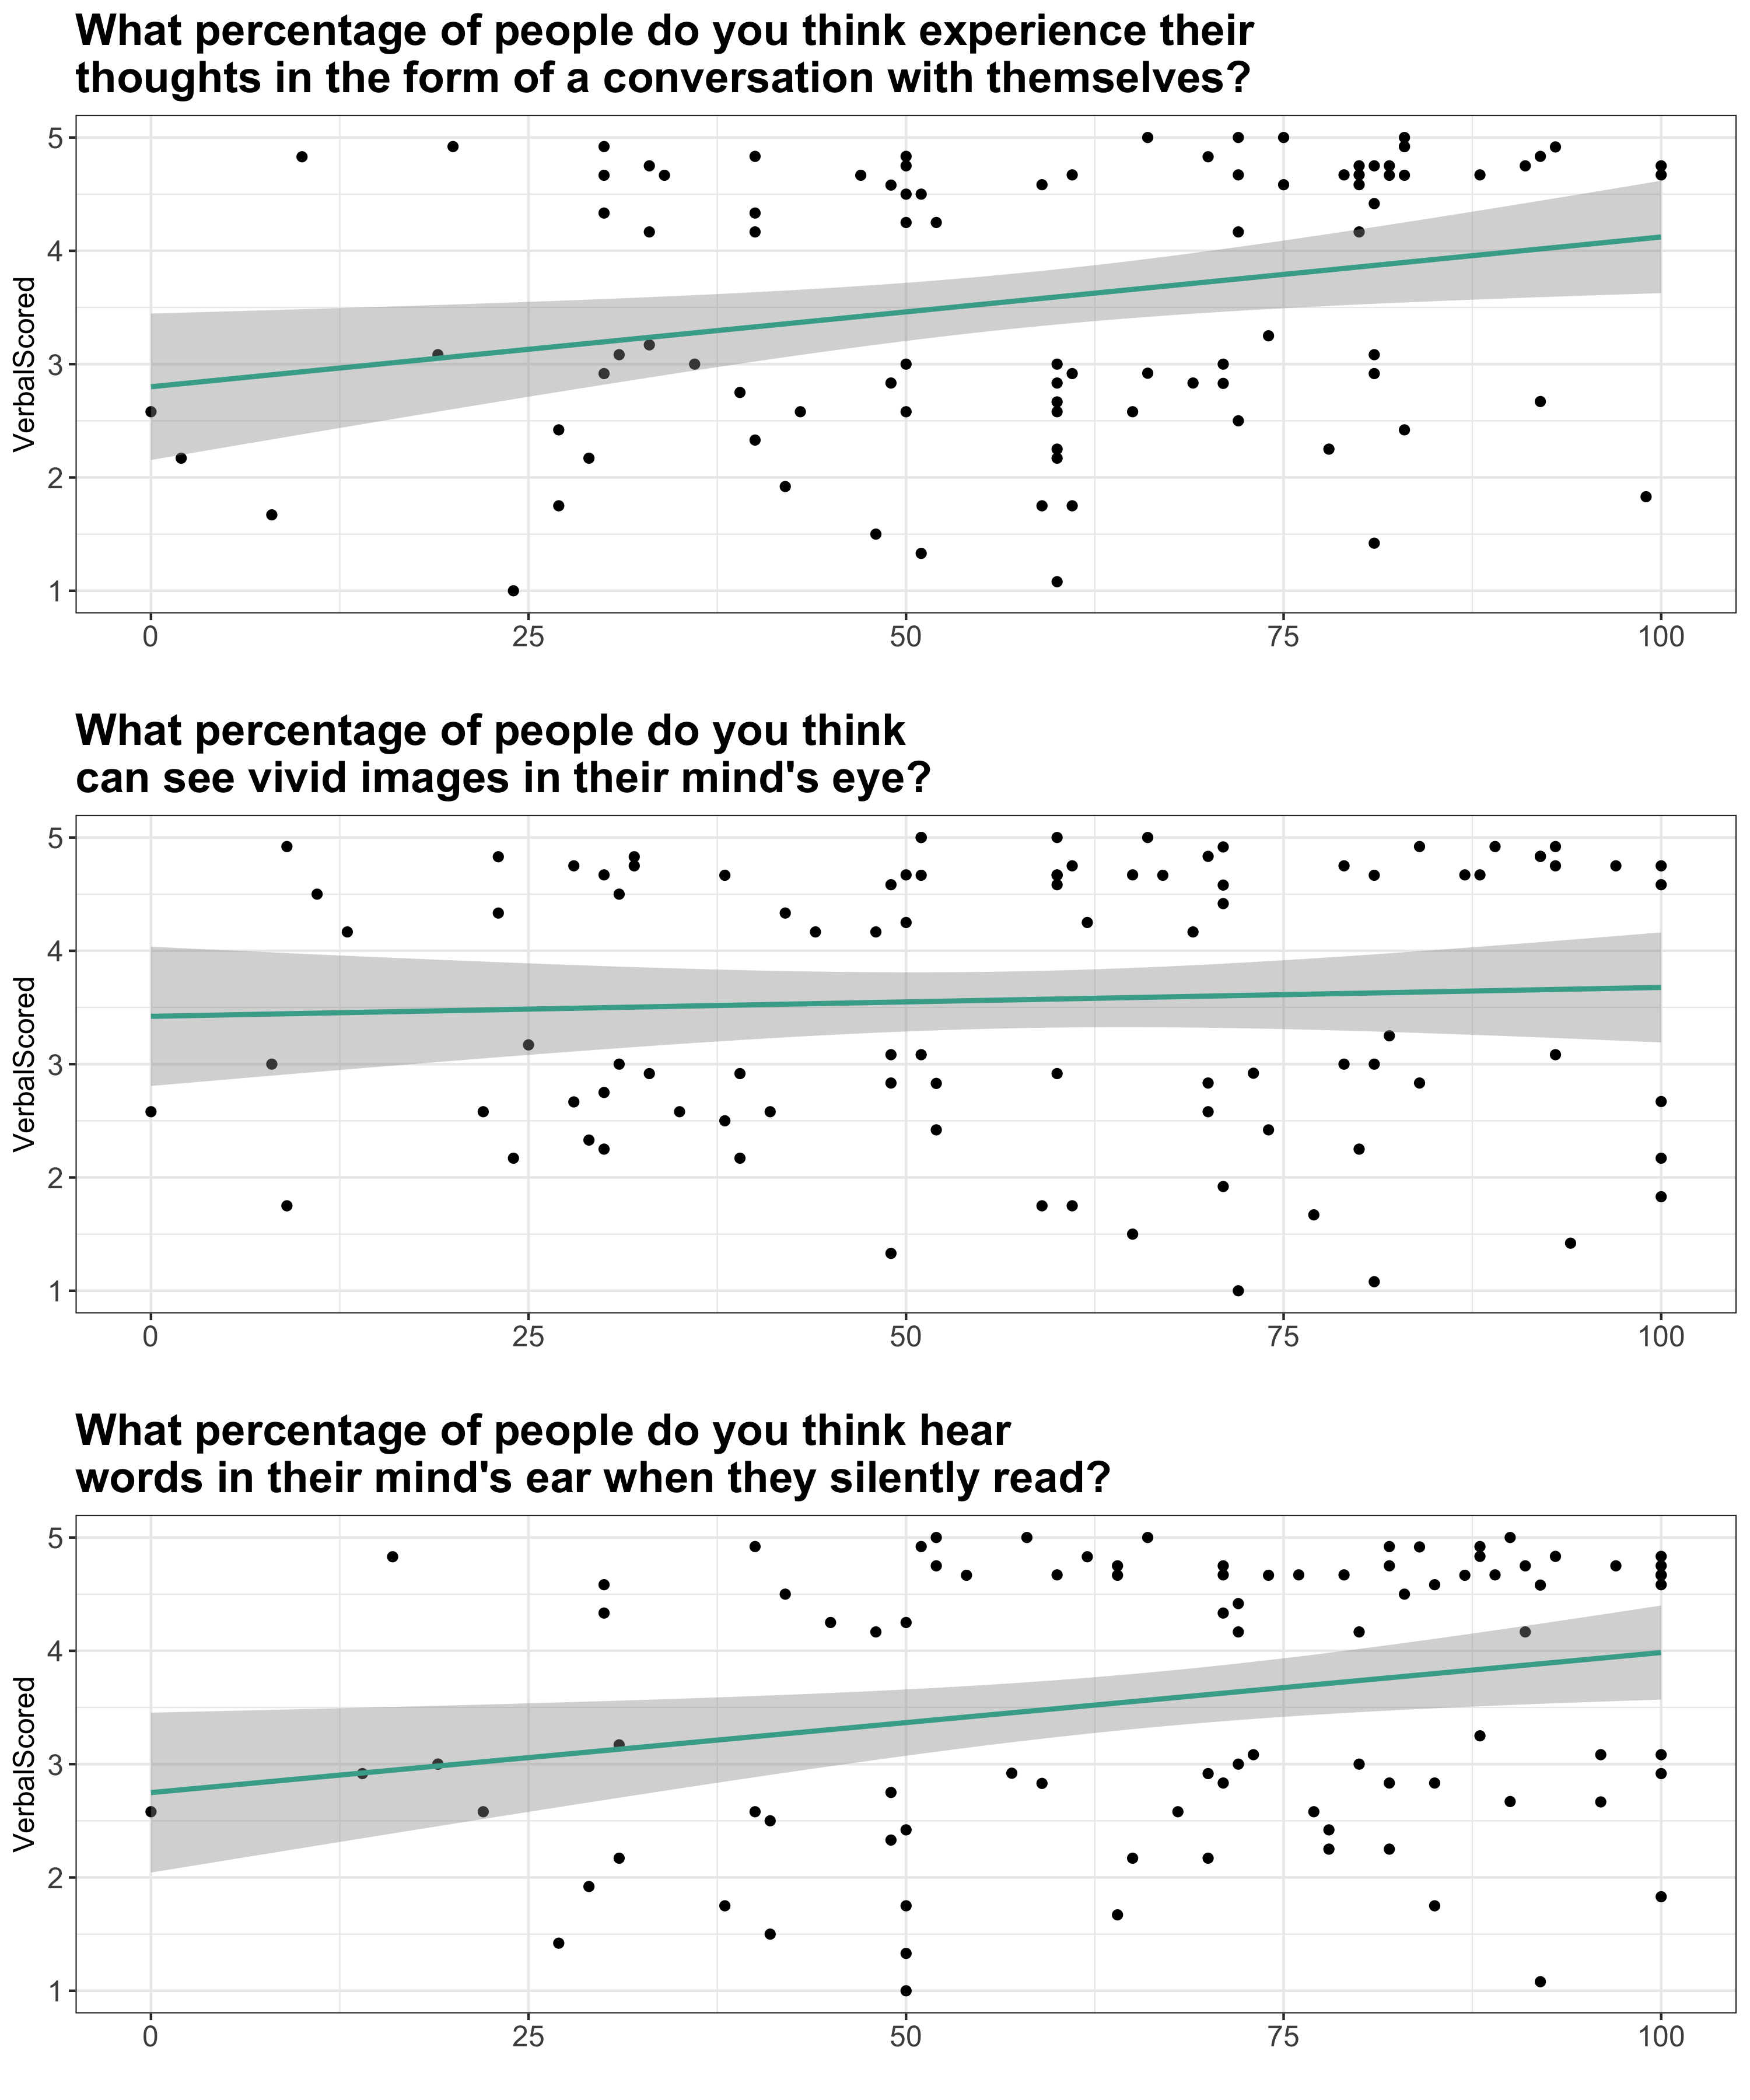 What percentage of people do you think experience their
thoughts in the form of a conversation with themselves?
5
4
3
2
1
VerbalScored
0 25 50 75 100
What percentage of people do you think
can see vivid images in their mind's eye?
5
4
3
2
1
VerbalScored
0 25 50 75 100
What percentage of people do you think hear
words in their mind's ear when they silently read?
5
4
3
2
1
VerbalScored
0 25 50 75 100